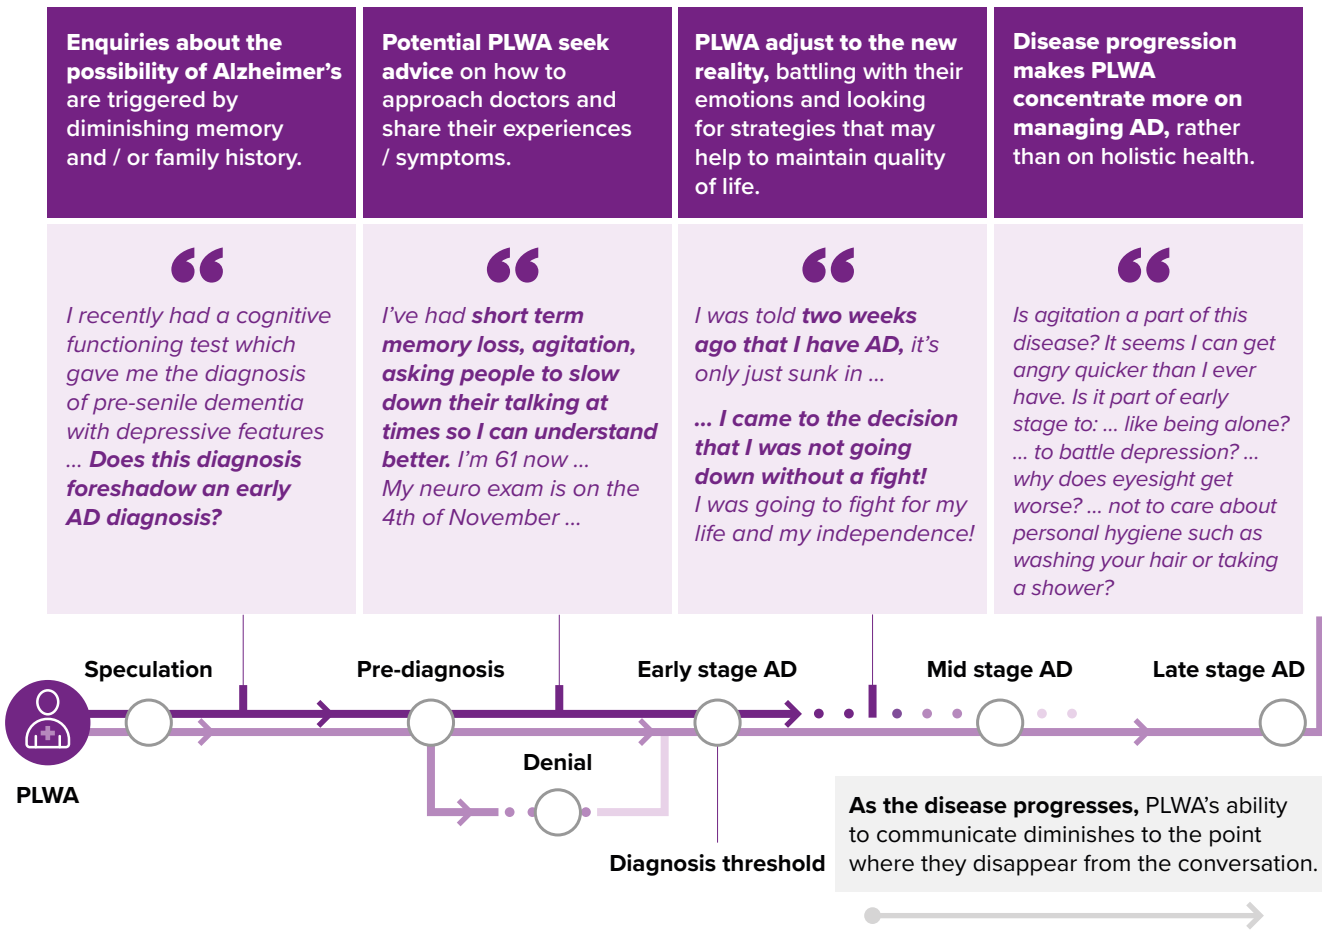 Enquiries about the
possibility of Alzheimer’s
are triggered by
diminishing memory
and / or family history.
Potential PLWA seek
advice on how to
approach doctors and
share their experiences
/ symptoms.
PLWA adjust to the new
reality, battling with their
emotions and looking
for strategies that may
help to maintain quality
of life.
Disease progression
makes PLWA
concentrate more on
managing AD, rather
than on holistic health.
“
I recently had a cognitive
functioning test which
gave me the diagnosis
of pre-senile dementia
with depressive features
... Does this diagnosis
foreshadow an early
AD diagnosis?
“
I’ve had short term
memory loss, agitation,
asking people to slow
down their talking at
times so I can understand
better. I’m 61 now ...
My neuro exam is on the
4th of November ...
“
I was told two weeks
ago that I have AD, it’s
only just sunk in ...
... I came to the decision
that I was not going
down without a fight!
I was going to fight for my
life and my independence!
“
Is agitation a part of this
disease? It seems I can get
angry quicker than I ever
have. Is it part of early
stage to: ... like being alone?
... to battle depression? ...
why does eyesight get
worse? ... not to care about
personal hygiene such as
washing your hair or taking
a shower?
Speculation
Pre-diagnosis
Early stage AD
Mid stage AD
Late stage AD
PLWA
Denial
Diagnosis threshold
As the disease progresses, PLWA’s ability
to communicate diminishes to the point
where they disappear from the conversation.